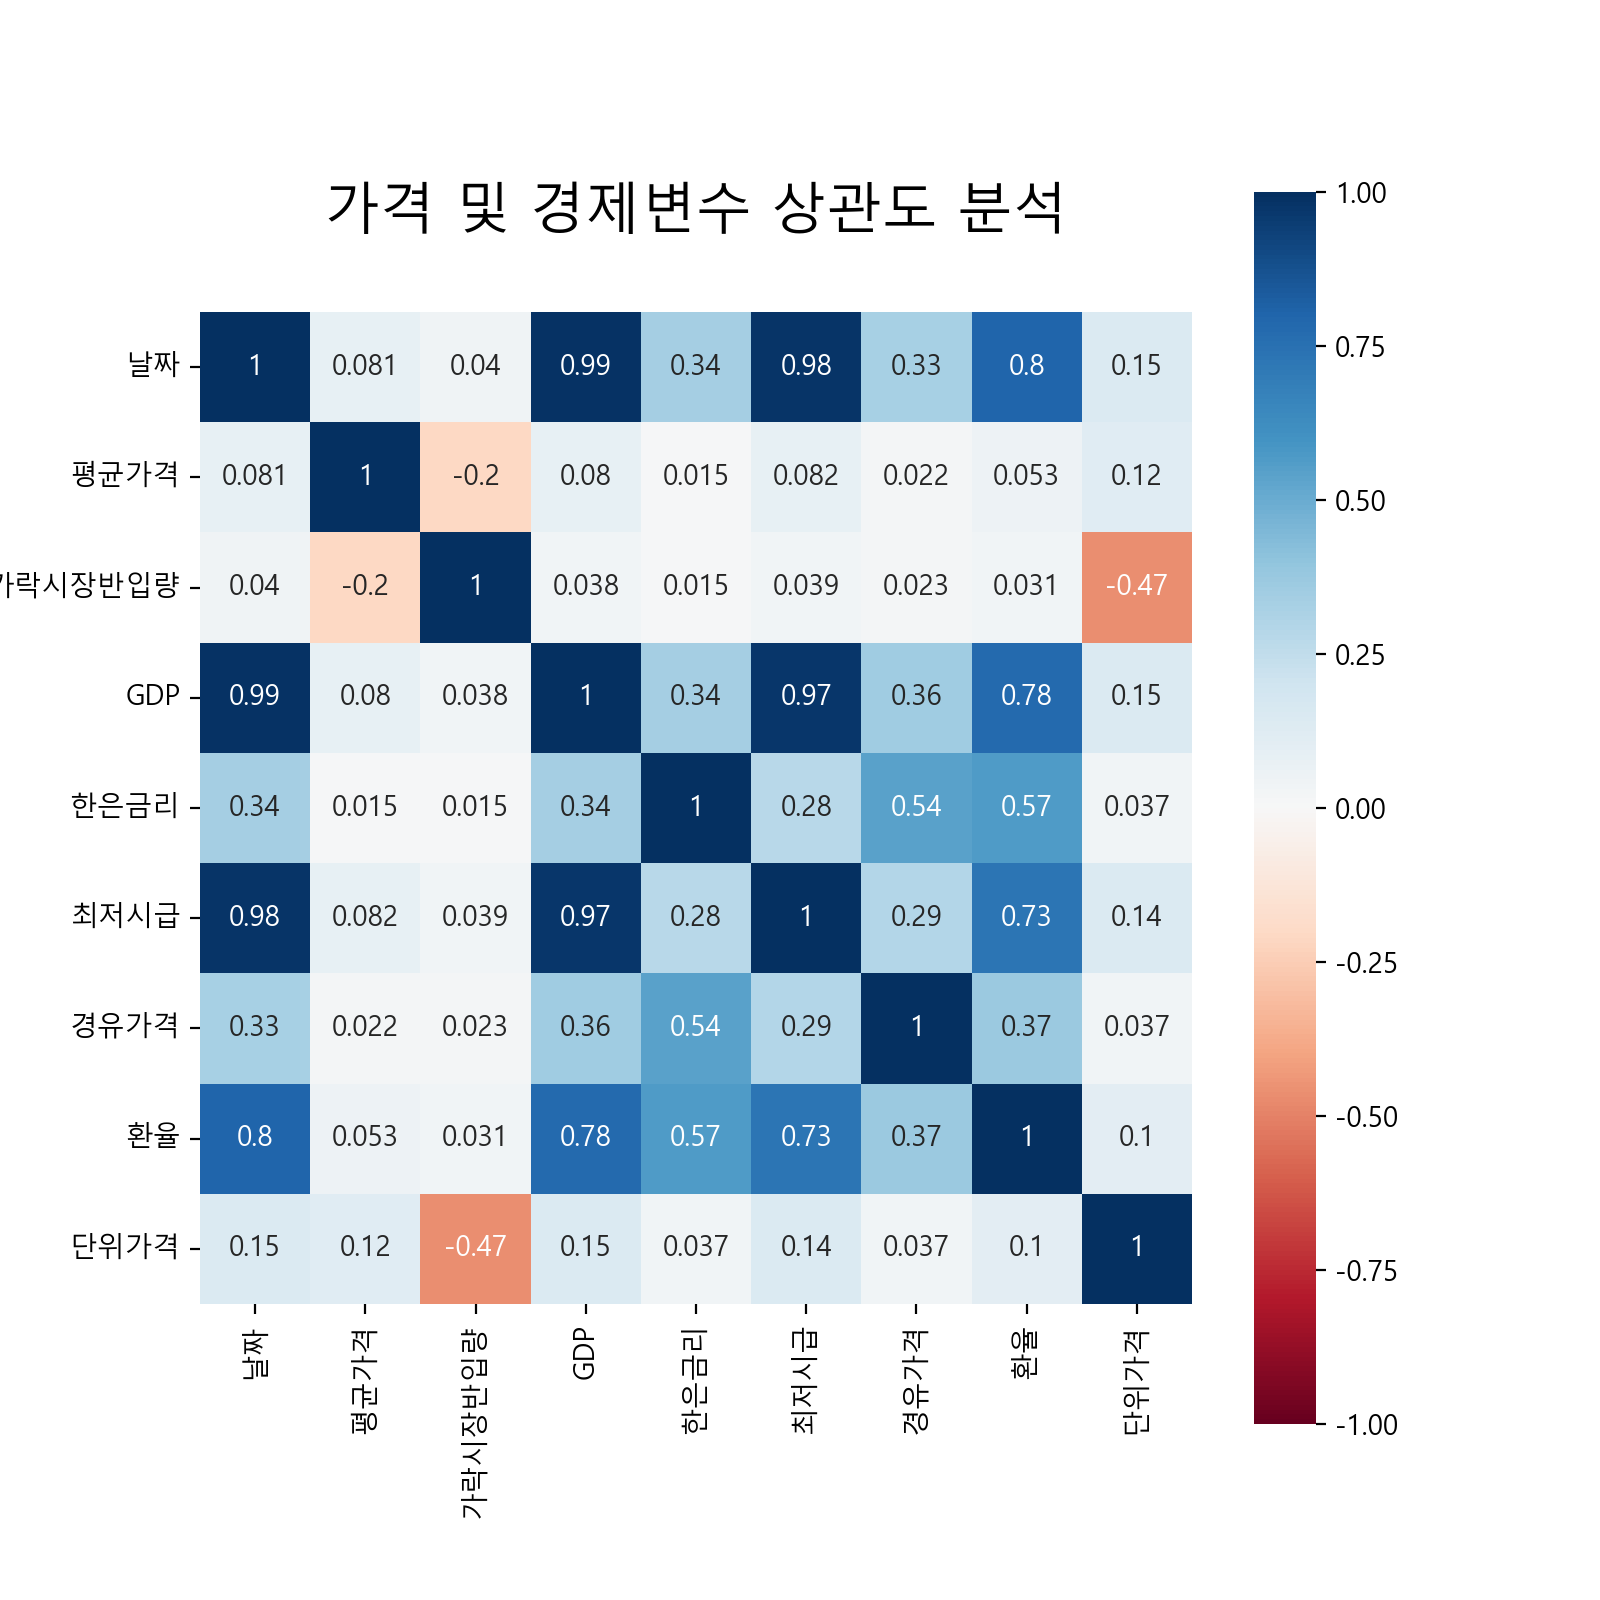 가격 및 경제변수 상관도 분석
날짜 1 0.081 0.04 0.99 0.34 0.98 0.33 0.8 0.15
평균가격 0.081 1 -0.2 0.08 0.015 0.082 0.022 0.053 0.12
가락시장반입량 0.04 -0.2 1 0.038 0.015 0.039 0.023 0.031 -0.47
GDP 0.99 0.08 0.038 1 0.34 0.97 0.36 0.78 0.15
한은금리 0.34 0.015 0.015 0.34 1 0.28 0.54 0.57 0.037
최저시급 0.98 0.082 0.039 0.97 0.28 1 0.29 0.73 0.14
경유가격 0.33 0.022 0.023 0.36 0.54 0.29 1 0.37 0.037
환율 0.8 0.053 0.031 0.78 0.57 0.73 0.37 1 0.1
단위가격 0.15 0.12 -0.47 0.15 0.037 0.14 0.037 0.1 1
날짜 평균가격 가락시장반입량 GDP 한은금리 최저시급 경유가격 환율 단위가격
1.00
0.75
0.50
0.25
0.00
-0.25
-0.50
-0.75
-1.00